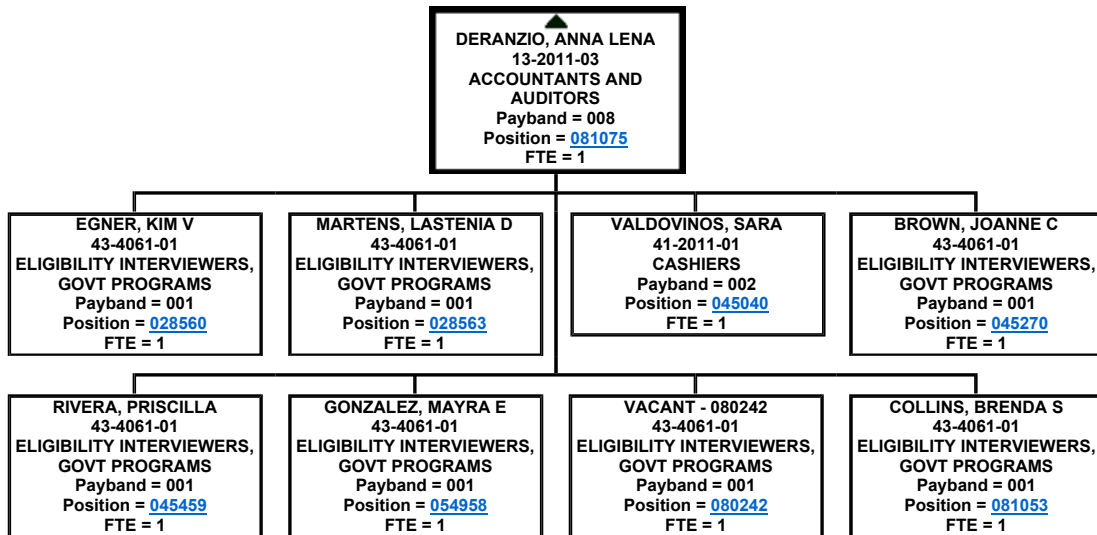 DERANZIO, ANNA LENA
13-2011-03
ACCOUNTANTS AND
AUDITORS
Payband = 008
Position = 081075
FTE = 1
EGNER, KIM V
43-4061-01
ELIGIBILITY INTERVIEWERS,
GOVT PROGRAMS
Payband = 001
Position = 028560
FTE = 1
MARTENS, LASTENIA D
43-4061-01
ELIGIBILITY INTERVIEWERS,
GOVT PROGRAMS
Payband = 001
Position = 028563
FTE = 1
VALDOVINOS, SARA
41-2011-01
CASHIERS
Payband = 002
Position = 045040
FTE = 1
BROWN, JOANNE C
43-4061-01
ELIGIBILITY INTERVIEWERS,
GOVT PROGRAMS
Payband = 001
Position = 045270
FTE = 1
RIVERA, PRISCILLA
43-4061-01
ELIGIBILITY INTERVIEWERS,
GOVT PROGRAMS
Payband = 001
Position = 045459
FTE = 1
GONZALEZ, MAYRA E
43-4061-01
ELIGIBILITY INTERVIEWERS,
GOVT PROGRAMS
Payband = 001
Position = 054958
FTE = 1
VACANT - 080242
43-4061-01
ELIGIBILITY INTERVIEWERS,
GOVT PROGRAMS
Payband = 001
Position = 080242
FTE = 1
COLLINS, BRENDA S
43-4061-01
ELIGIBILITY INTERVIEWERS,
GOVT PROGRAMS
Payband = 001
Position = 081053
FTE = 1